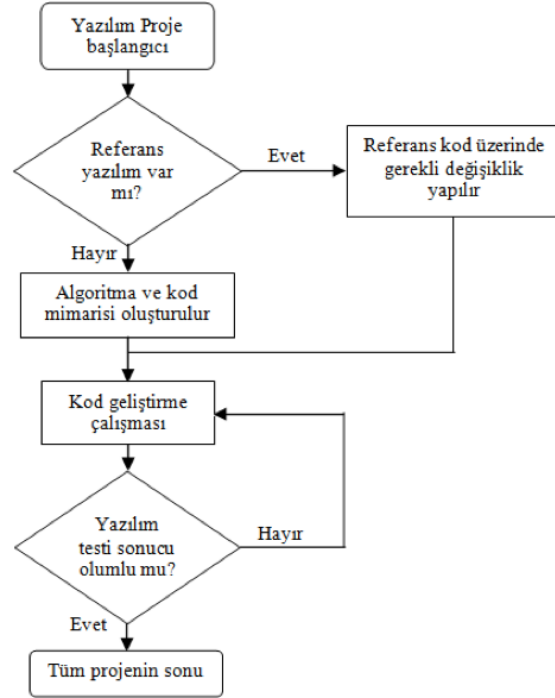 Yazılım Proje
başlangıcı
Referans
yazılım var
mı?
Evet
Referans kod üzerinde
gerekli değişiklik
yapılır
Hayır
Algoritma ve kod
mimarisi oluşturulur
Kod geliştirme
çalışması
Yazılım
testi sonucu
olumlu mu?
Hayır
Evet
Tüm projenin sonu